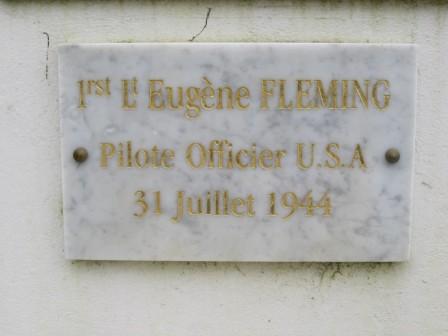 1rst Lt Eugène FLEMING
Pilote Officier U.S.A
31 Juillet 1944